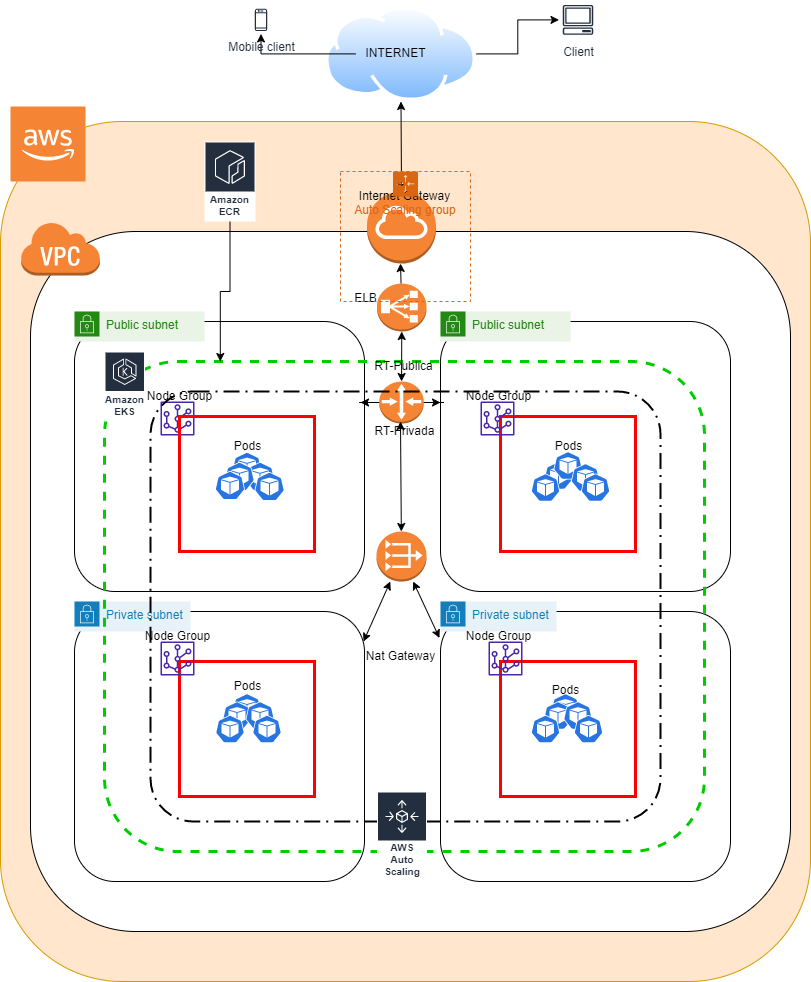 Mobile client
INTERNET
Client
aws
Amazon
ECR
Internet Gateway
Auto Scaling group
VPC
ELB
Public subnet
Public subnet
RT-Publica
Amazon
EKS
Node Group
Node Group
RT-Privada
Pods
Pods
Private subnet
Private subnet
Node Group
Node Group
Nat Gateway
Pods
Pods
AWS
Auto
Scaling